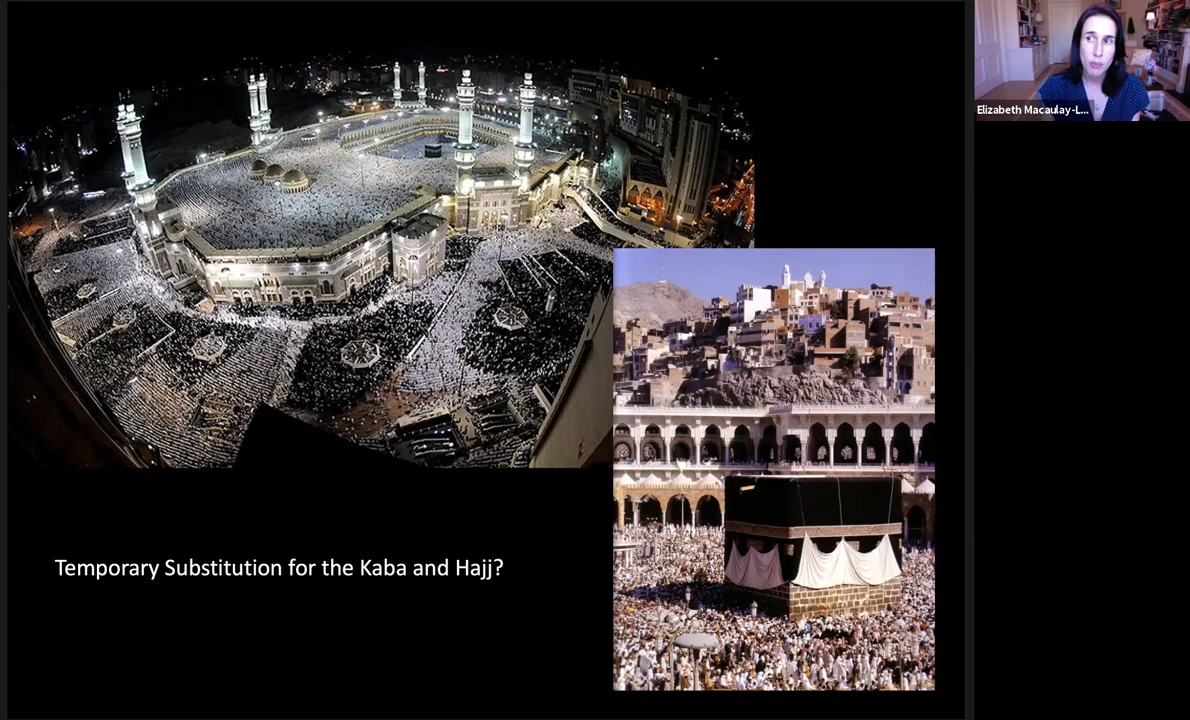 Elizabeth Macaulay-L...
Temporary Substitution for the Kaba and Hajj?